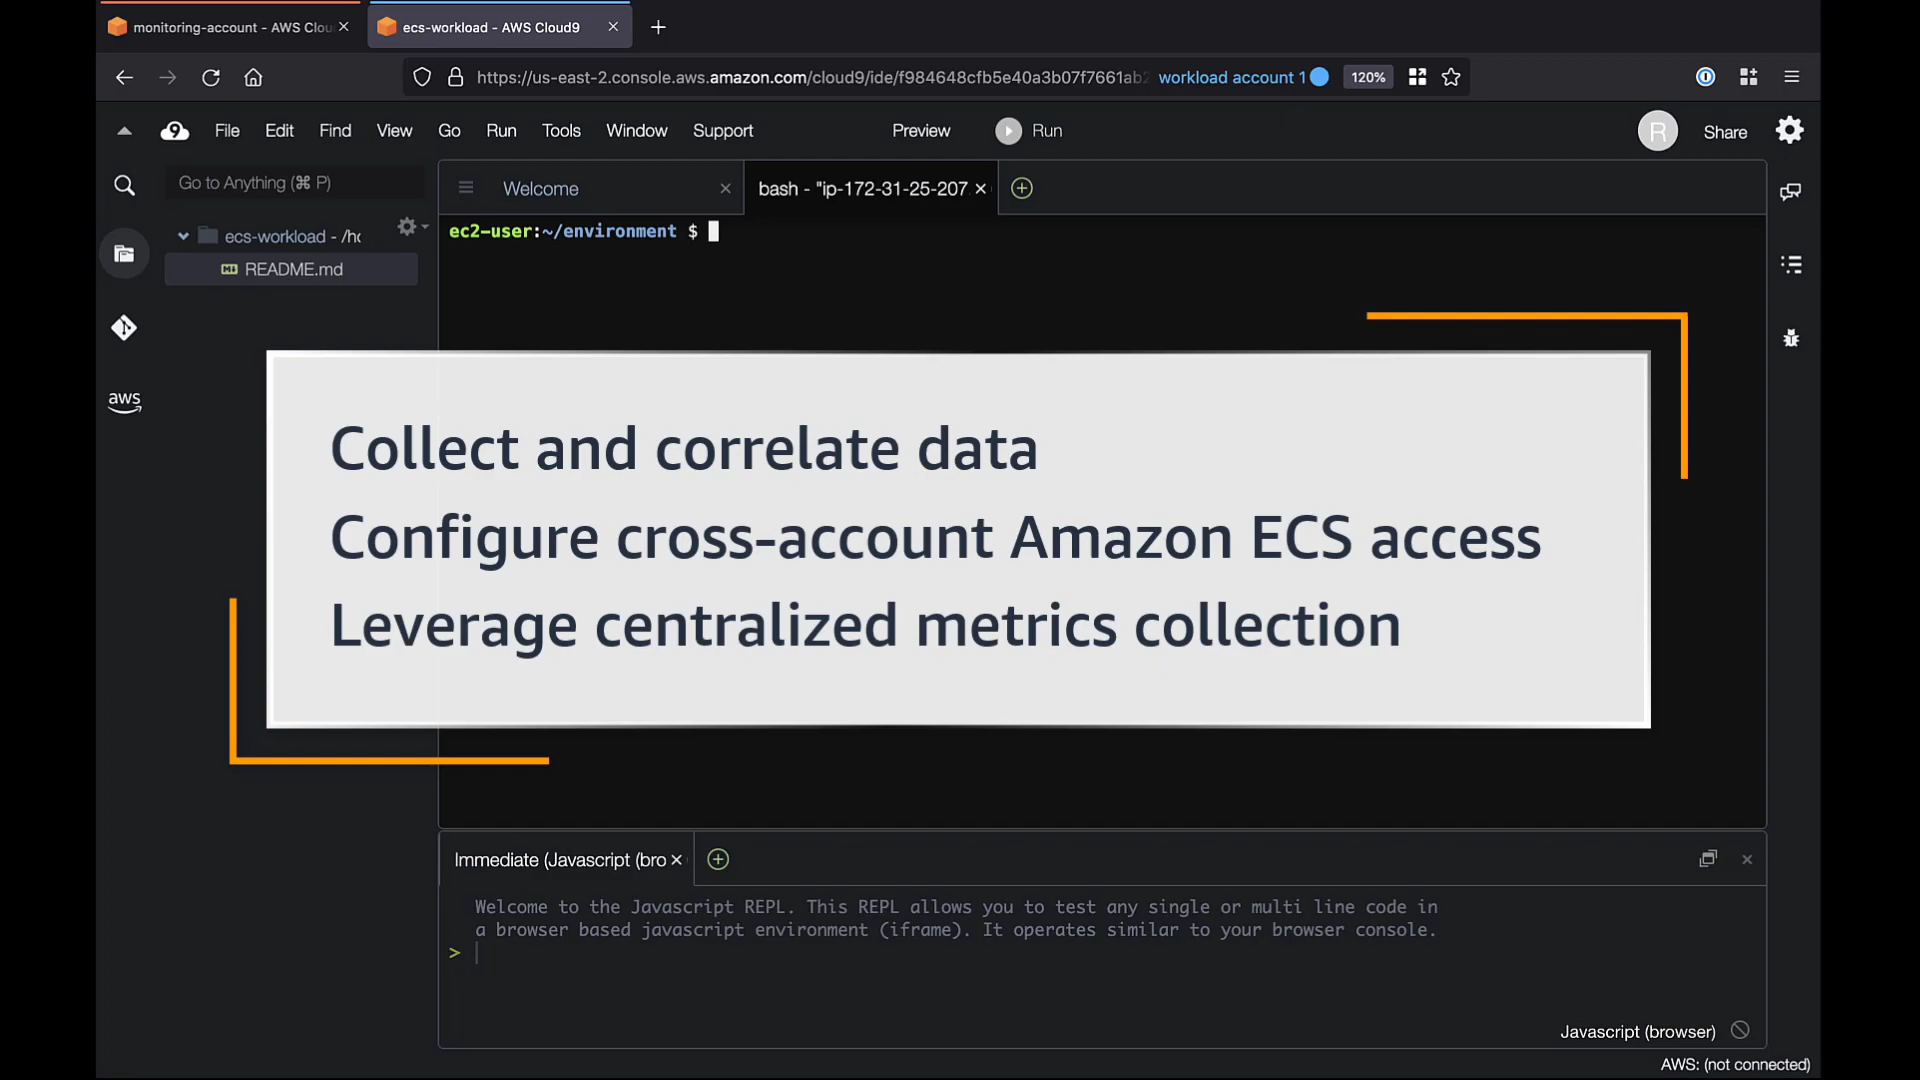 monitoring-account - AWS Clou
ecs-workload - AWS Cloud9
https://us-east-2.console.aws.amazon.com/cloud9/ide/f984648cfb5e40a3b07f7661ab
workload account 1
120%
File Edit Find View Go Run Tools Window Support Preview Run
R
Share
Go to Anything (⌘ P)
Welcome
bash - "ip-172-31-25-207
ecs-workload - /hc
README.md
ec2-user:~/environment $
aws
Collect and correlate data
Configure cross-account Amazon ECS access
Leverage centralized metrics collection
Immediate (Javascript (bro
Welcome to the Javascript REPL. This REPL allows you to test any single or multi line code in
a browser based javascript environment (iframe). It operates similar to your browser console.
>
Javascript (browser)
AWS: (not connected)